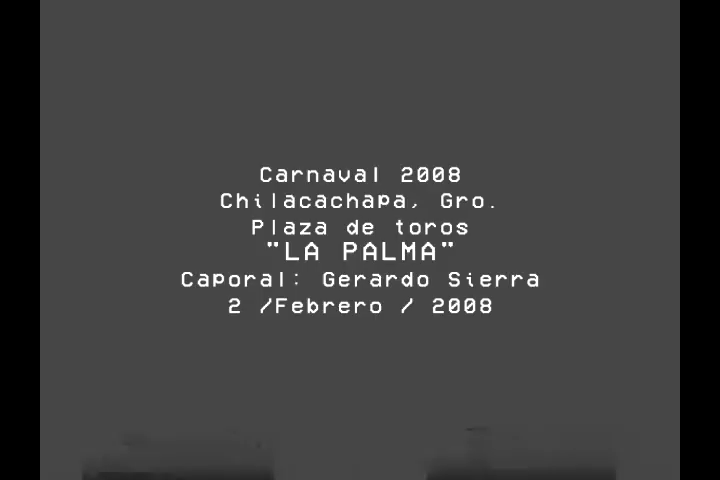 Carnaval 2008
Chilacachapa, Gro.
Plaza de toros
"LA PALMA"
Caporal: Gerardo Sierra
2 /Febrero / 2008